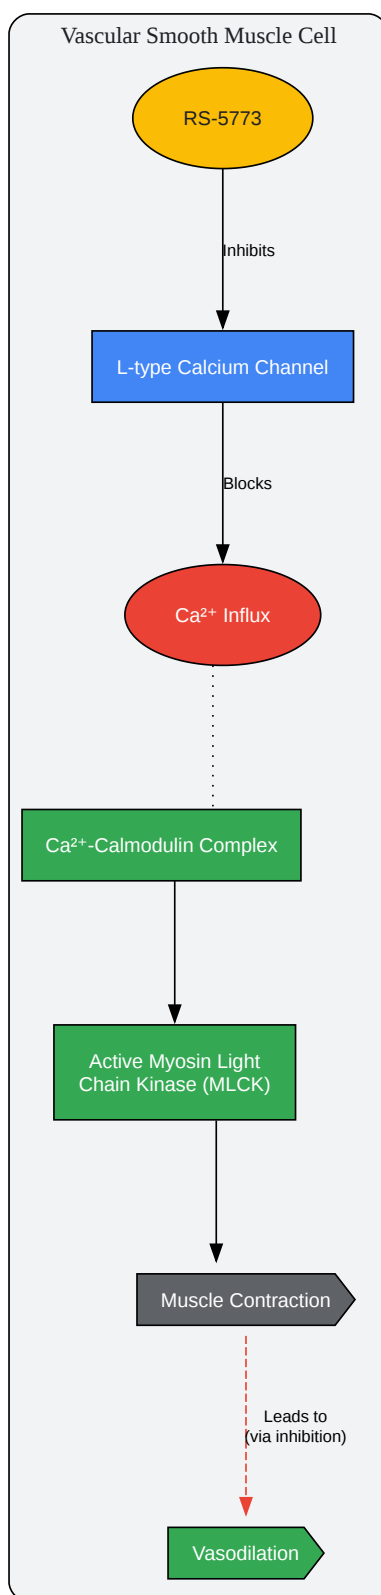 Vascular Smooth Muscle Cell
RS-5773
Inhibits
L-type Calcium Channel
Blocks
Ca²⁺ Influx
Ca²⁺-Calmodulin Complex
Active Myosin Light
Chain Kinase (MLCK)
Muscle Contraction
Leads to
(via inhibition)
Vasodilation